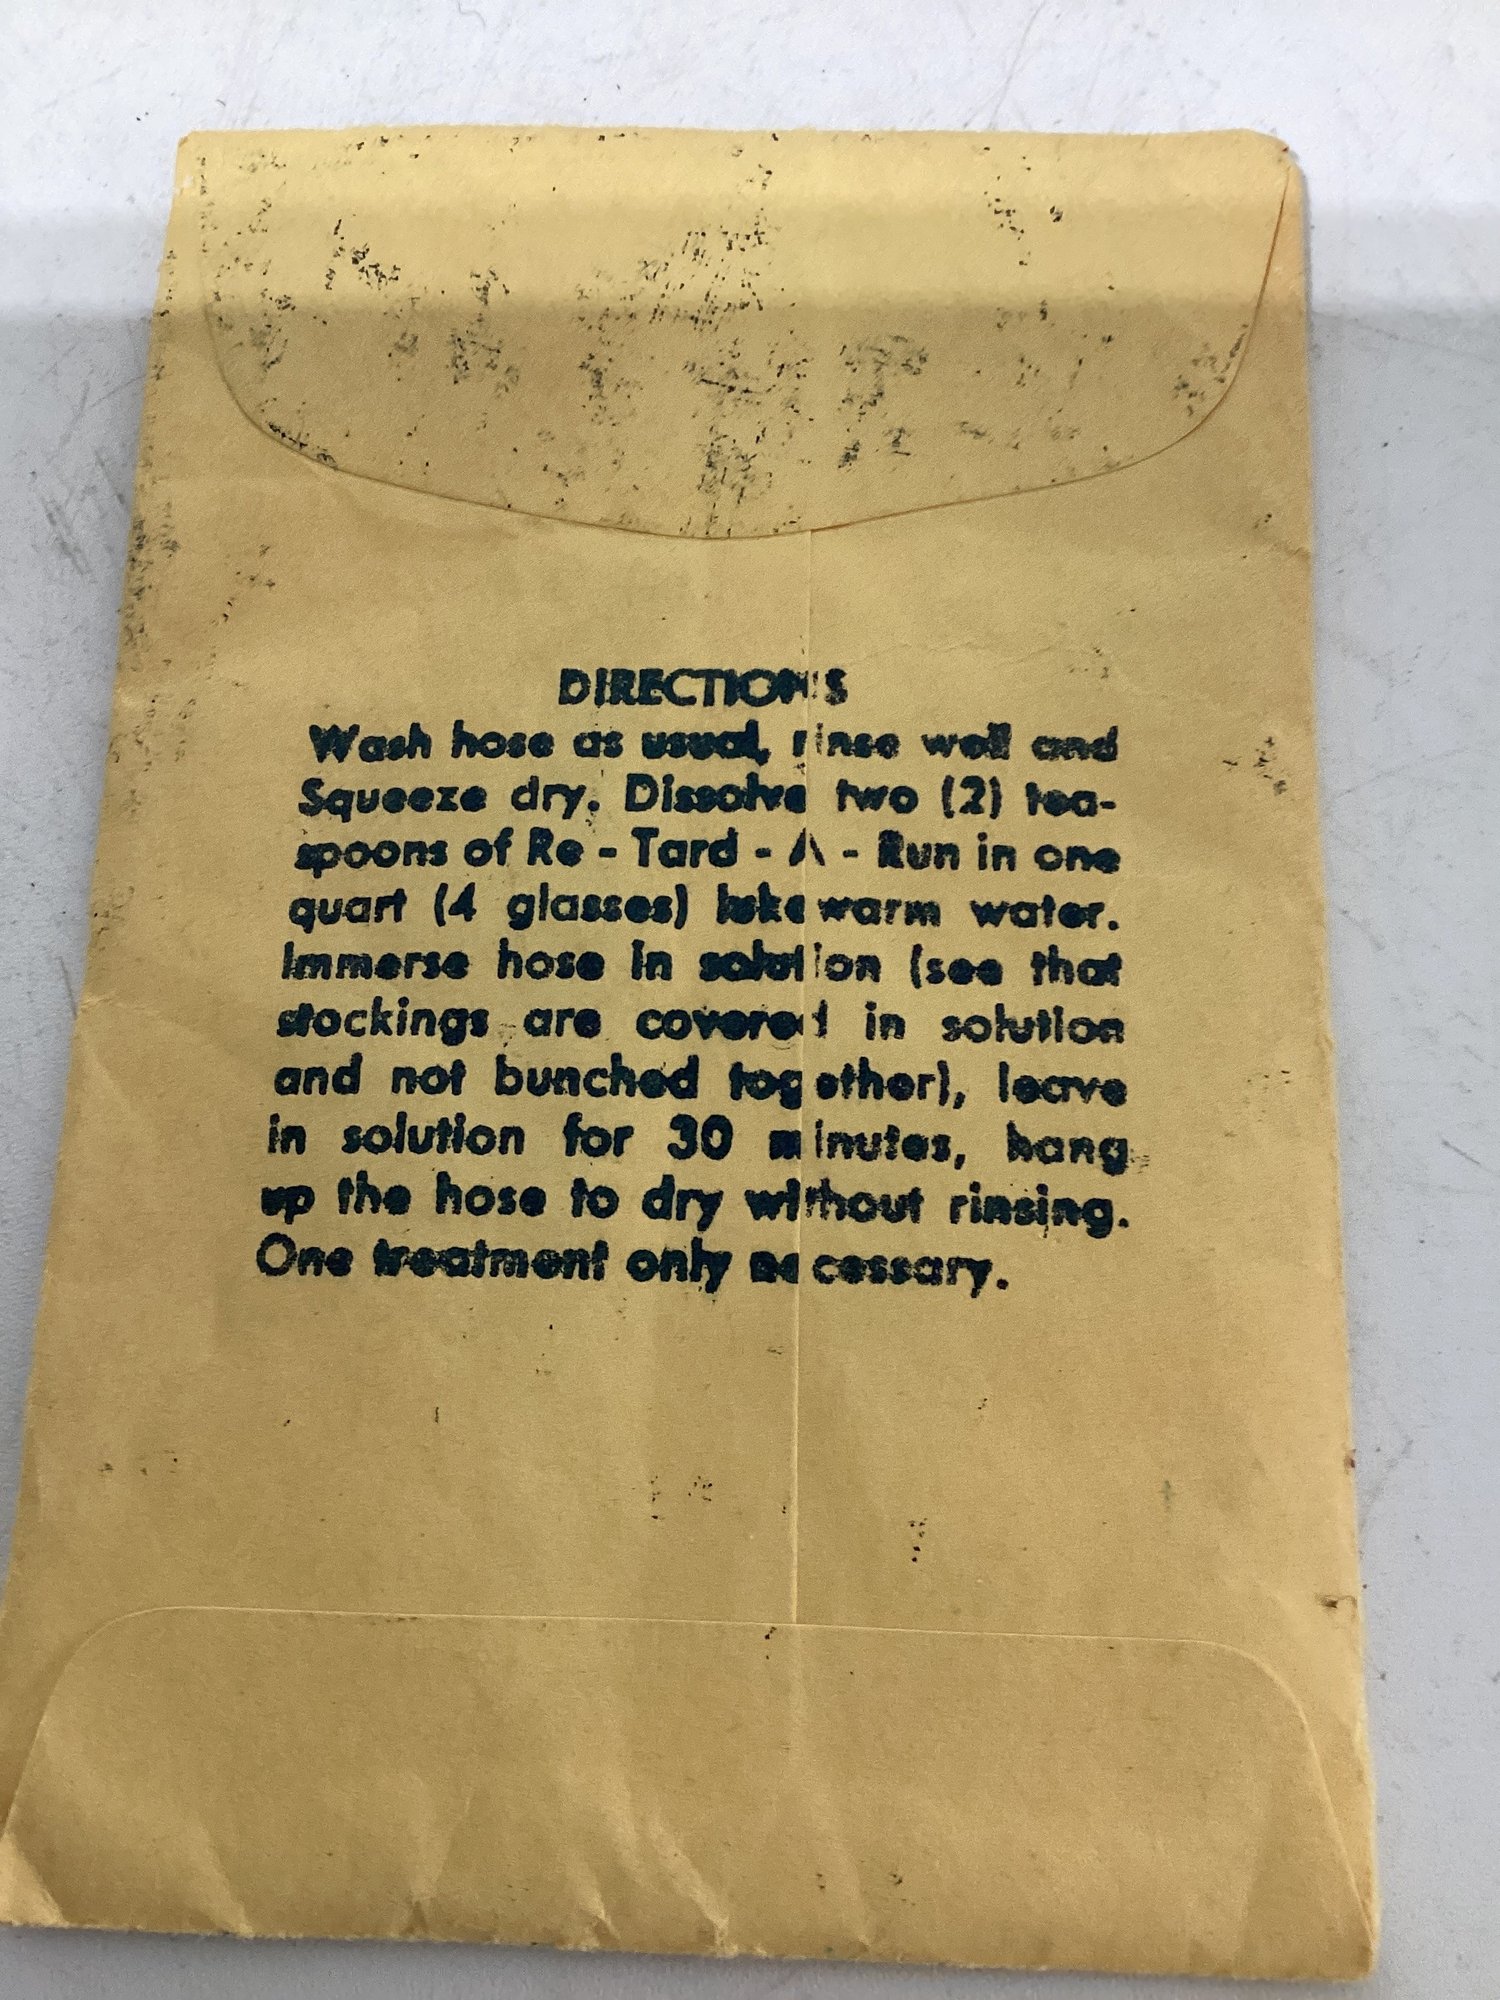 DIRECTIONS
Wash hose as usual, rinse well and
Squeeze dry. Dissolve two (2) tea-
spoons of Re - Tard - A - Run in one
quart (4 glasses) lukewarm water.
Immerse hose in solution (see that
stockings are covered in solution
and not bunched together), leave
in solution for 30 minutes, hang
up the hose to dry without rinsing.
One treatment only necessary.